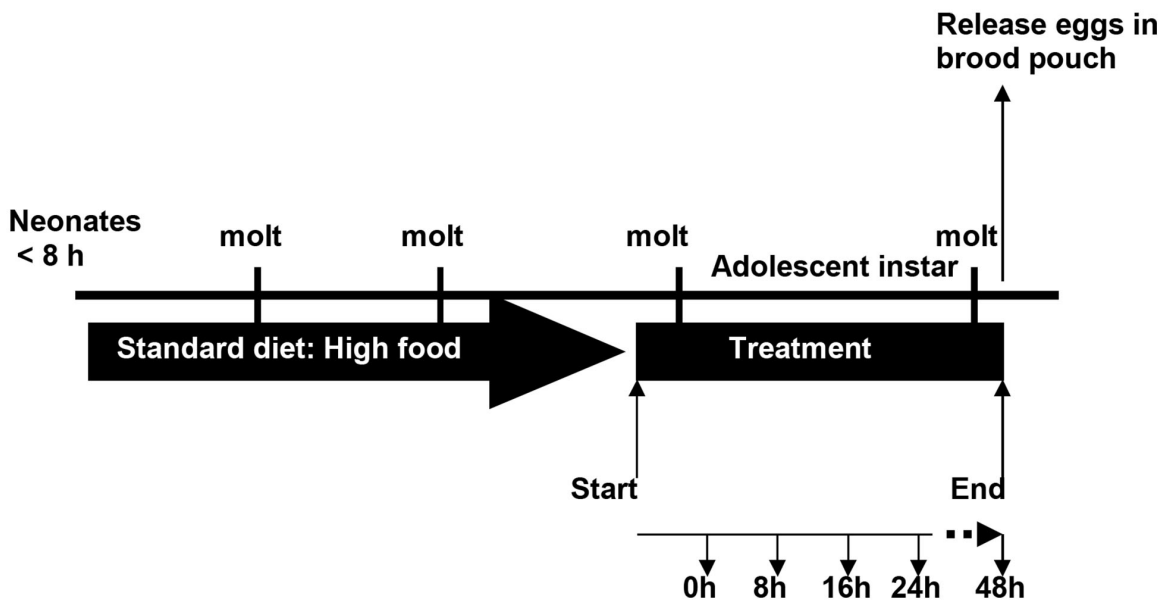 Release eggs in
brood pouch
Neonates
< 8 h
molt
molt
molt
molt
Adolescent instar
Standard diet: High food
Treatment
Start
End
0h
8h
16h
24h
48h